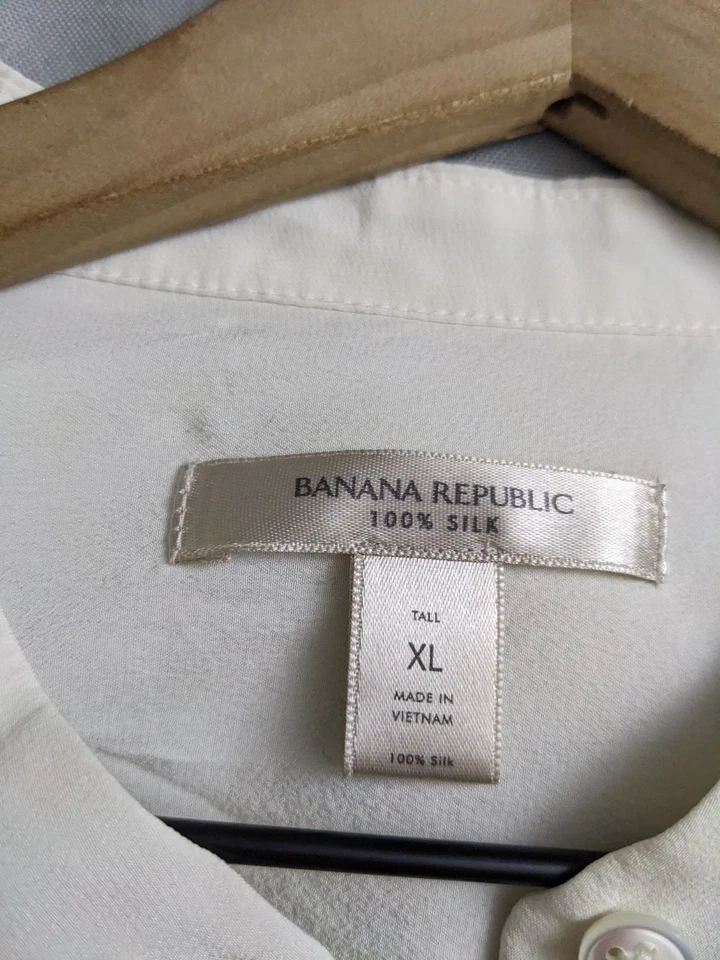 BANANA REPUBLIC
100% SILK
TALL
XL
MADE IN
VIETNAM
100% Silk